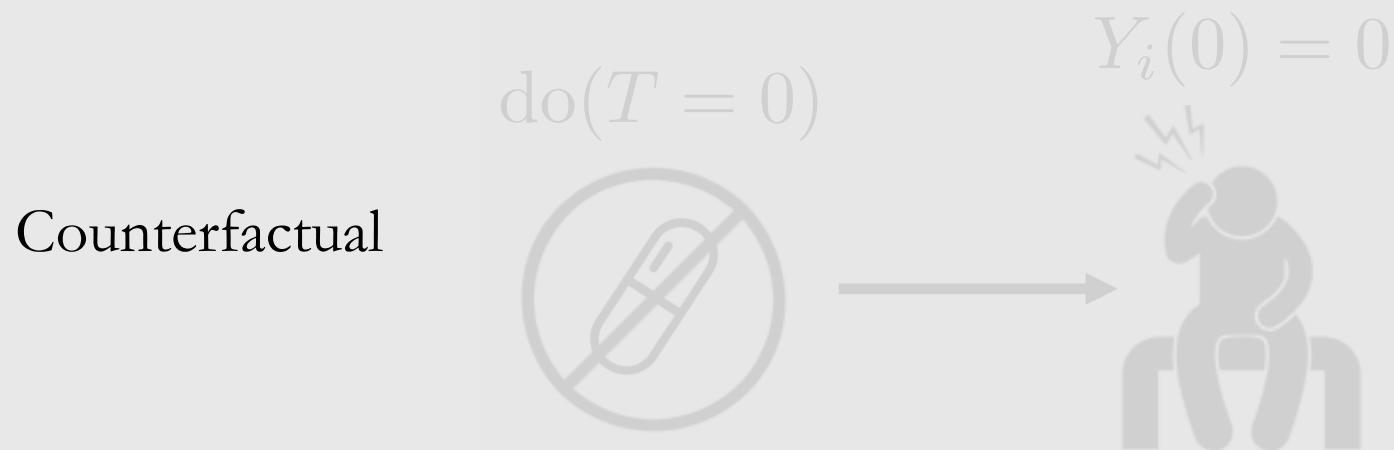 Y_i(0) = 0
do(T = 0)
Counterfactual